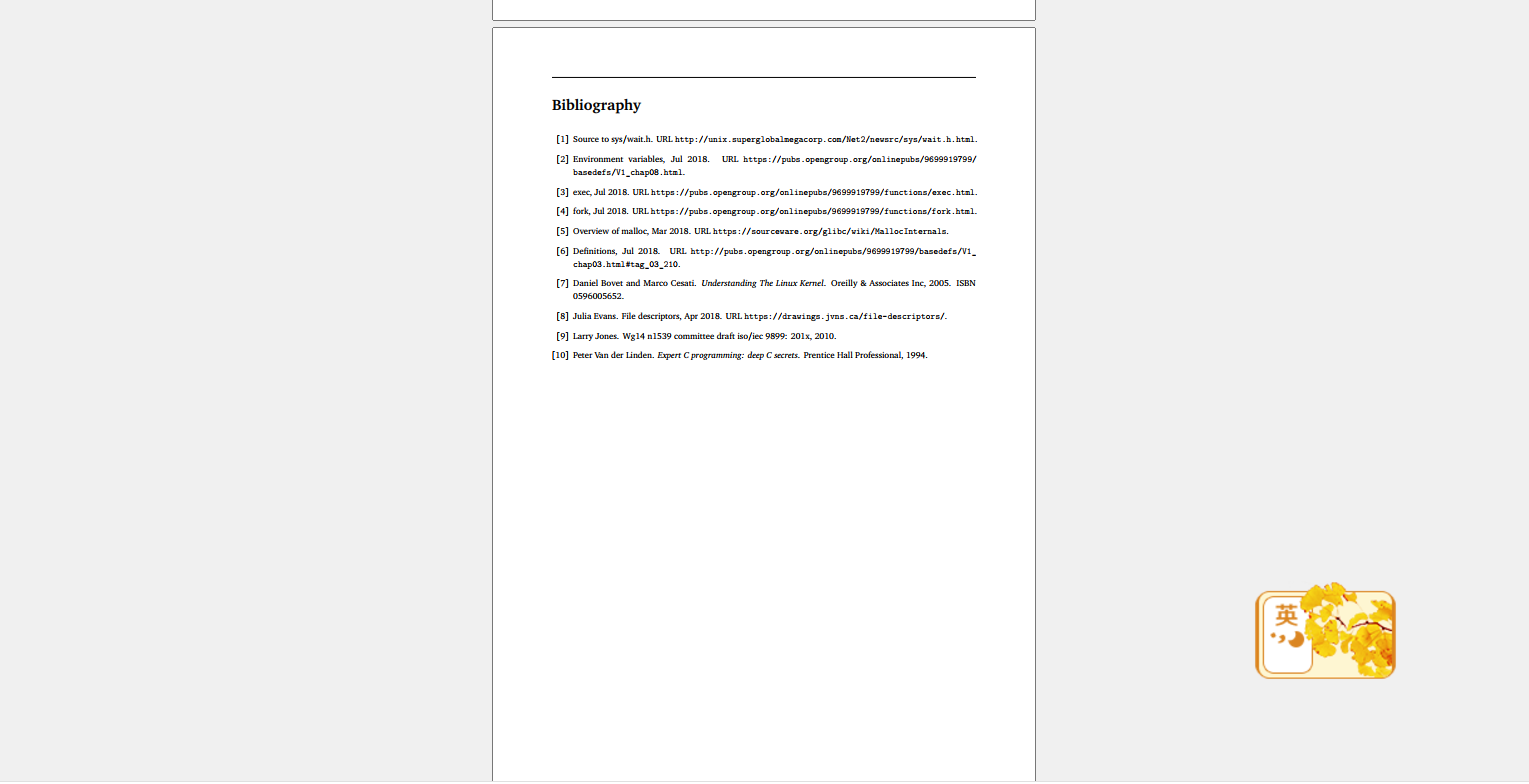 Bibliography
[1] Source to sys/wait.h. URL http://unix.superglobalmegacorp.com/Net2/newsrc/sys/wait.h.html.
[2] Environment variables, Jul 2018. URL https://pubs.opengroup.org/onlinepubs/9699919799/
basedefs/V1_chap08.html.
[3] exec, Jul 2018. URL https://pubs.opengroup.org/onlinepubs/9699919799/functions/exec.html.
[4] fork, Jul 2018. URL https://pubs.opengroup.org/onlinepubs/9699919799/functions/fork.html.
[5] Overview of malloc, Mar 2018. URL https://sourceware.org/glibc/wiki/MallocInternals.
[6] Definitions, Jul 2018. URL http://pubs.opengroup.org/onlinepubs/9699919799/basedefs/V1_
chap03.html#tag_03_210.
[7] Daniel Bovet and Marco Cesati. Understanding The Linux Kernel. Oreilly & Associates Inc, 2005. ISBN
0596005652.
[8] Julia Evans. File descriptors, Apr 2018. URL https://drawings.jvns.ca/file-descriptors/.
[9] Larry Jones. Wg14 n1539 committee draft iso/iec 9899: 201x, 2010.
[10] Peter Van der Linden. Expert C programming: deep C secrets. Prentice Hall Professional, 1994.
英